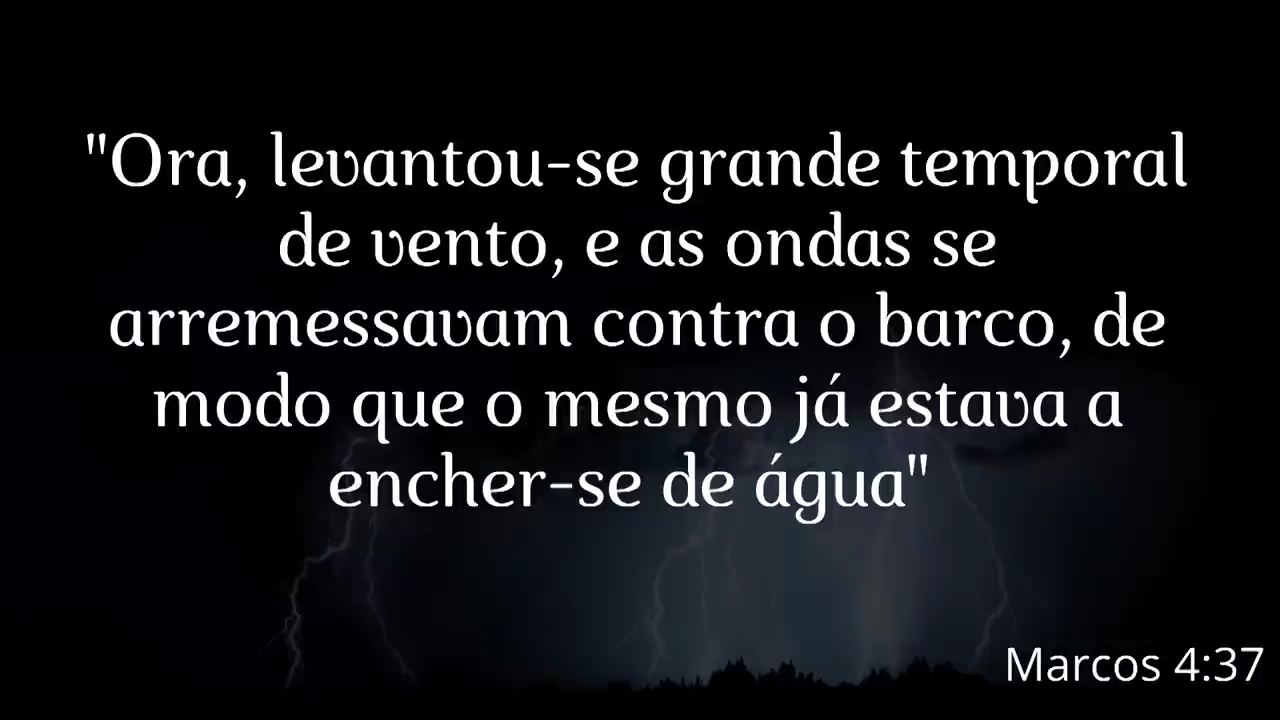 "Ora, levantou-se grande temporal
de vento, e as ondas se
arremessavam contra o barco, de
modo que o mesmo já estava a
encher-se de água"
Marcos 4:37